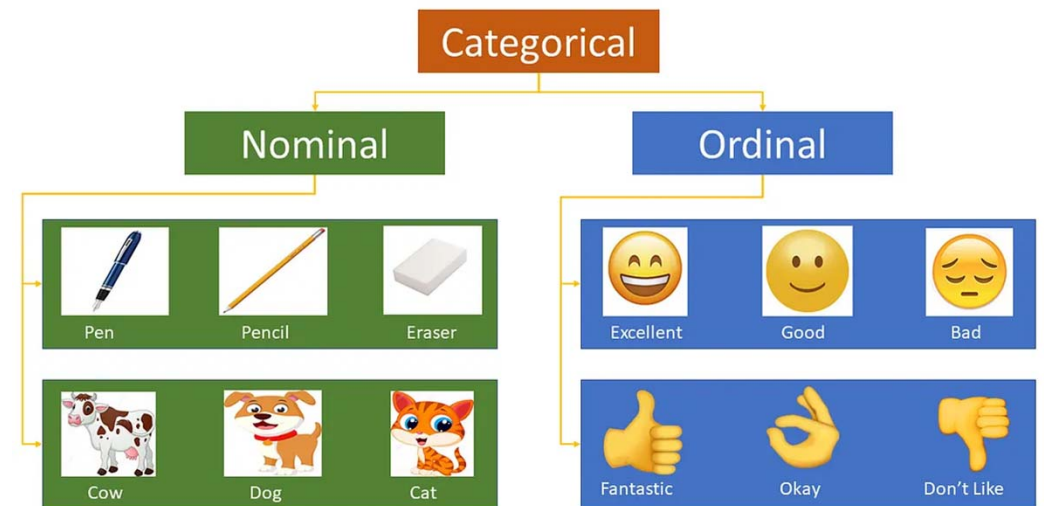 Categorical
Nominal
Ordinal
Pen Pencil Eraser
Excellent Good Bad
Cow Dog Cat
Fantastic Okay Don't Like